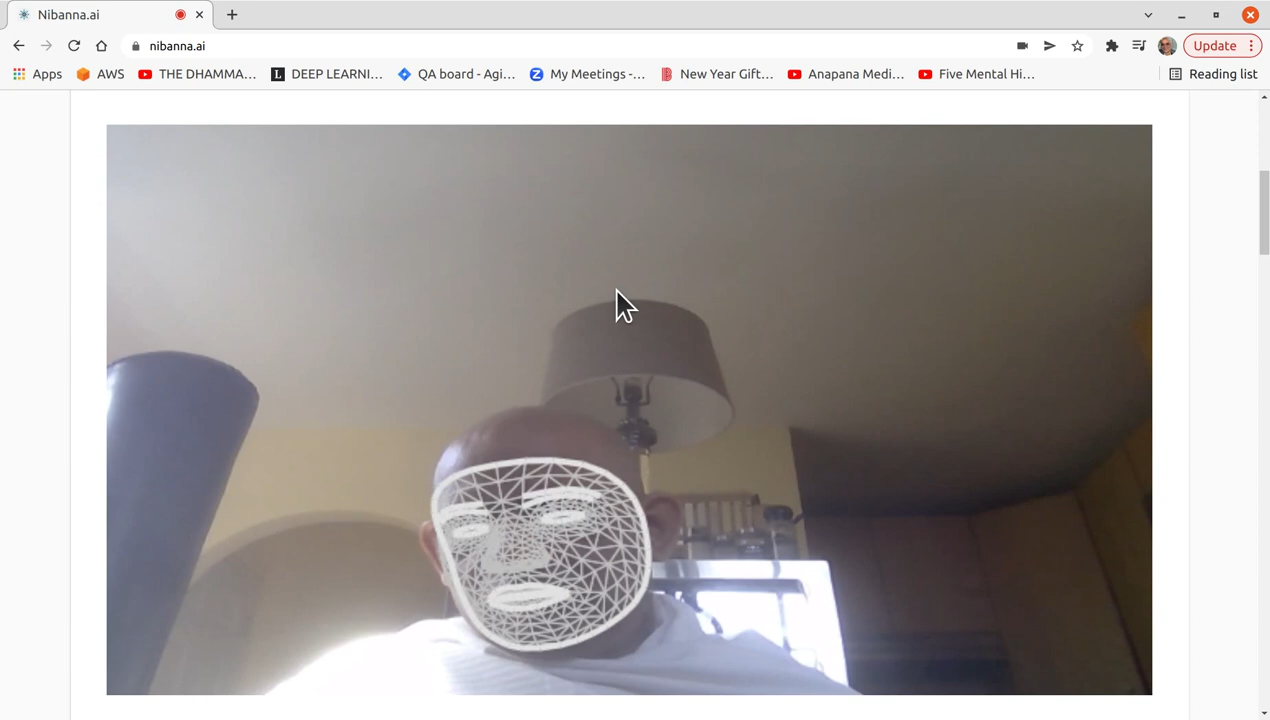 Nibanna.ai
nibanna.ai
Update
Apps
AWS
THE DHAMMA…
DEEP LEARNI…
QA board - Agi…
My Meetings -…
New Year Gift…
Anapana Medi…
Five Mental Hi…
Reading list